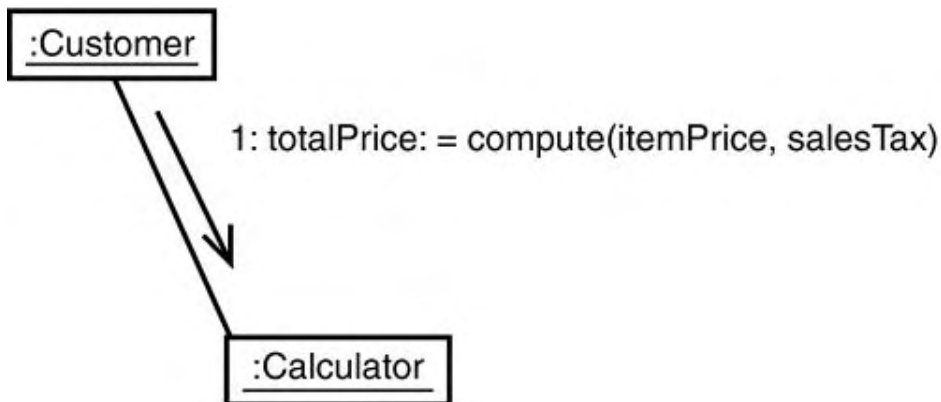 :Customer
1: totalPrice: = compute(itemPrice, salesTax)
:Calculator